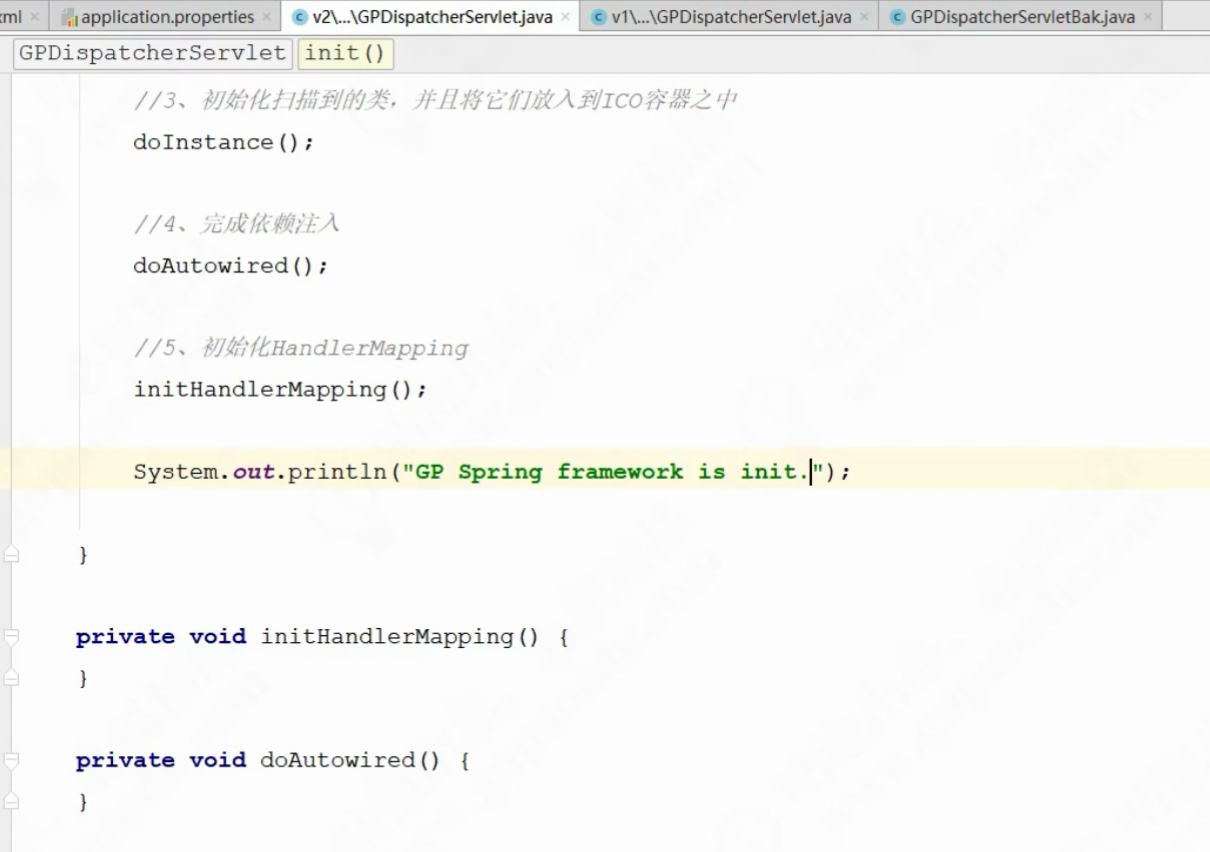 xml
application.properties
v2\...\GPDispatcherServlet.java
v1\...\GPDispatcherServlet.java
GPDispatcherServletBak.java
GPDispatcherServlet
init()
//3、初始化扫描到的类，并且将它们放入到ICO容器之中
doInstance();
//4、完成依赖注入
doAutowired();
//5、初始化HandlerMapping
initHandlerMapping();
System.out.println("GP Spring framework is init.");
}
private void initHandlerMapping() {
}
private void doAutowired() {
}